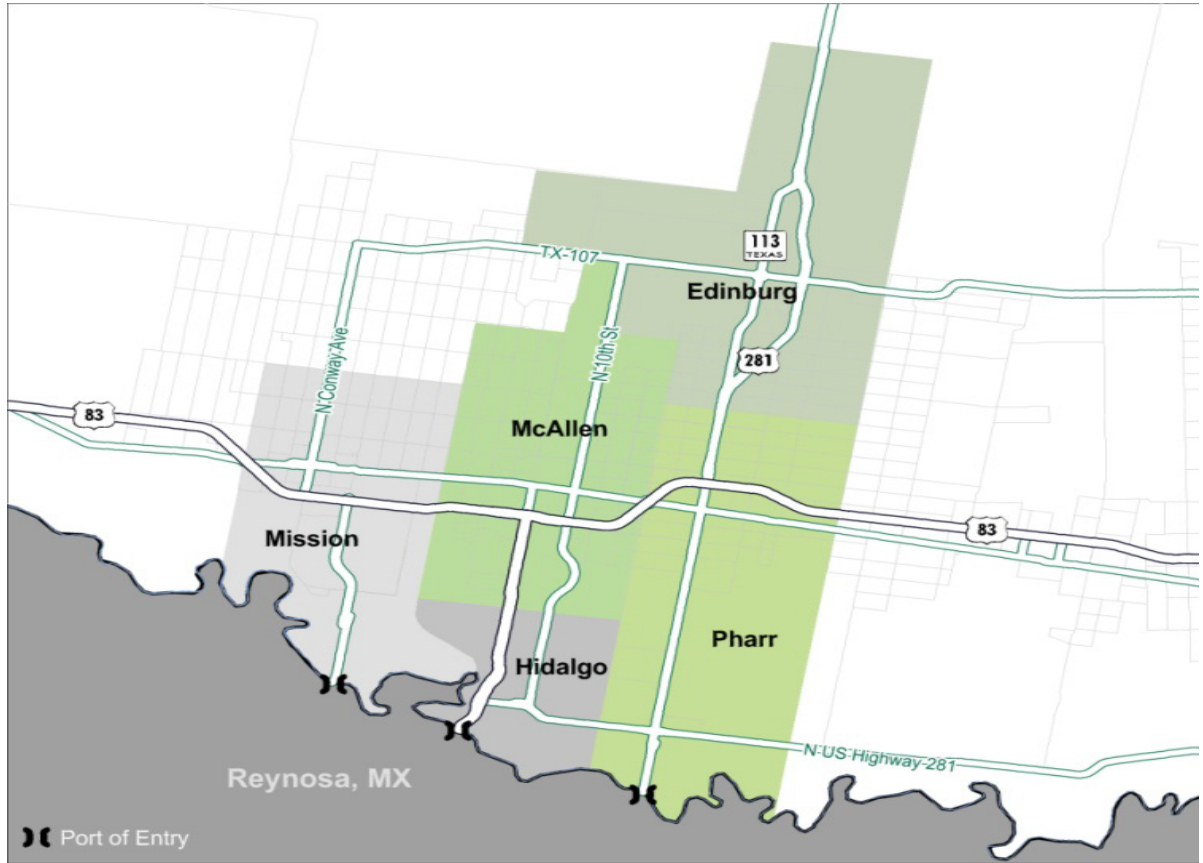 TX-107
113
TEXAS
Edinburg
N Conway Ave
N 10th St
281
83
McAllen
83
Mission
Pharr
Hidalgo
N US Highway 281
Reynosa, MX
Port of Entry